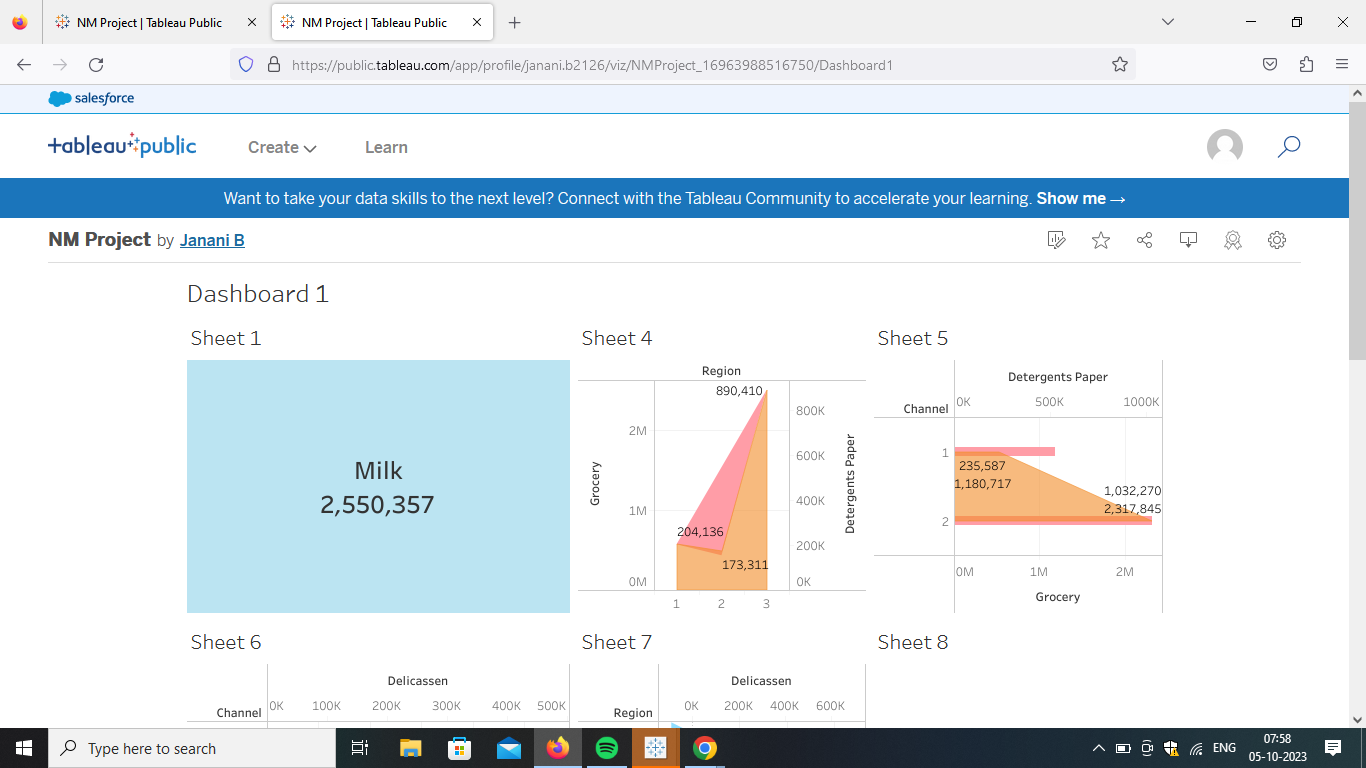 NM Project | Tableau Public
NM Project | Tableau Public
https://public.tableau.com/app/profile/janani.b2126/viz/NMProject_16963988516750/Dashboard1
salesforce
+ableau public
Create
Learn
Want to take your data skills to the next level? Connect with the Tableau Community to accelerate your learning. Show me →
NM Project by Janani B
Dashboard 1
Sheet 1
Milk
2,550,357
Sheet 4
Region
890,410
800K
2M
600K
Grocery
Detergents Paper
400K
1M
204,136
200K
173,311
0M
0K
1 2 3
Sheet 5
Detergents Paper
Channel
0K 500K 1000K
1
235,587
1,180,717
1,032,270
2,317,845
2
0M 1M 2M
Grocery
Sheet 6
Delicassen
Channel
0K 100K 200K 300K 400K 500K
Sheet 7
Delicassen
Region
0K 200K 400K 600K
Sheet 8
Type here to search
ENG
07:58
05-10-2023